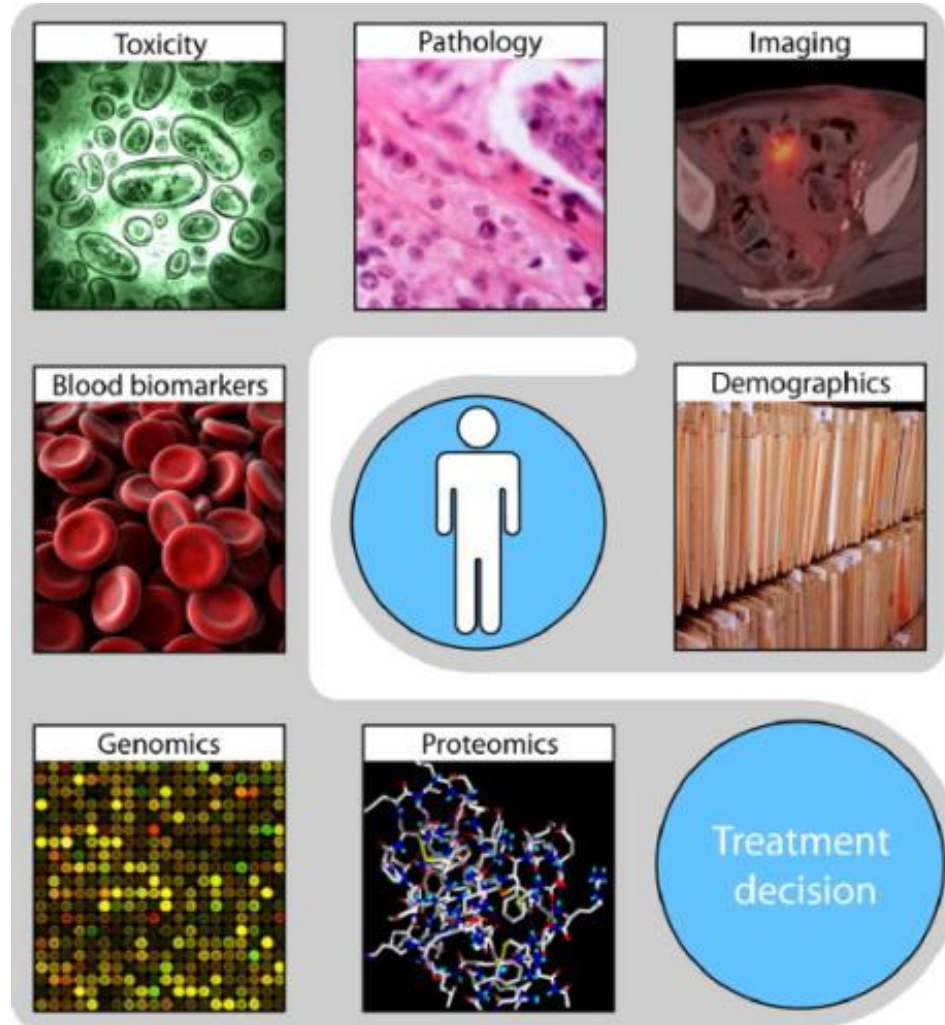 Toxicity
Pathology
Imaging
Blood biomarkers
Demographics
Genomics
Proteomics
Treatment
decision